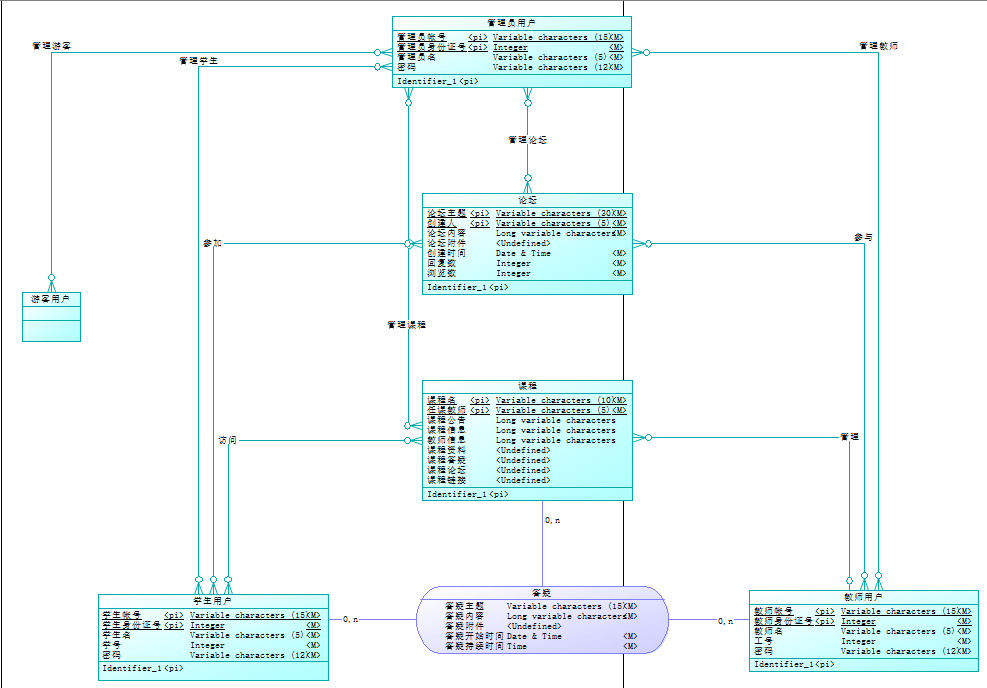 管理员用户
管理员帐号 <pi> Variable characters (15)<M>
管理员身份证号<pi> Integer <M>
管理员名 Variable characters (5)<M>
密码 Variable characters (12)<M>
Identifier_1<pi>
管理游客
管理学生
管理教师
管理论坛
论坛
论坛主题 <pi> Variable characters (30)<M>
创建人 <pi> Variable characters (5)<M>
论坛内容 Long variable characters<M>
论坛附件 <Undefined>
创建时间 Date & Time <M>
回复数 Integer <M>
浏览数 Integer <M>
Identifier_1<pi>
参加
参与
游客用户
管理课程
课程
课程名 <pi> Variable characters (10)<M>
任课教师 <pi> Variable characters (5)<M>
课程公告 Long variable characters
课程信息 Long variable characters
教师信息 Long variable characters
课程资料 <Undefined>
课程答疑 <Undefined>
课程论坛 <Undefined>
课程链接 <Undefined>
Identifier_1<pi>
访问
管理
0,n
学生用户
学生帐号 <pi> Variable characters (15)<M>
学生身份证号<pi> Integer <M>
学生名 Variable characters (5)<M>
学号 Integer <M>
密码 Variable characters (12)<M>
Identifier_1<pi>
0,n
答疑
答疑主题 Variable characters (15)<M>
答疑内容 Long variable characters<M>
答疑附件 <Undefined>
答疑开始时间 Date & Time <M>
答疑持续时间 Time <M>
0,n
教师用户
教师帐号 <pi> Variable characters (15)<M>
教师身份证号<pi> Integer <M>
教师名 Variable characters (5)<M>
工号 Integer <M>
密码 Variable characters (12)<M>
Identifier_1<pi>